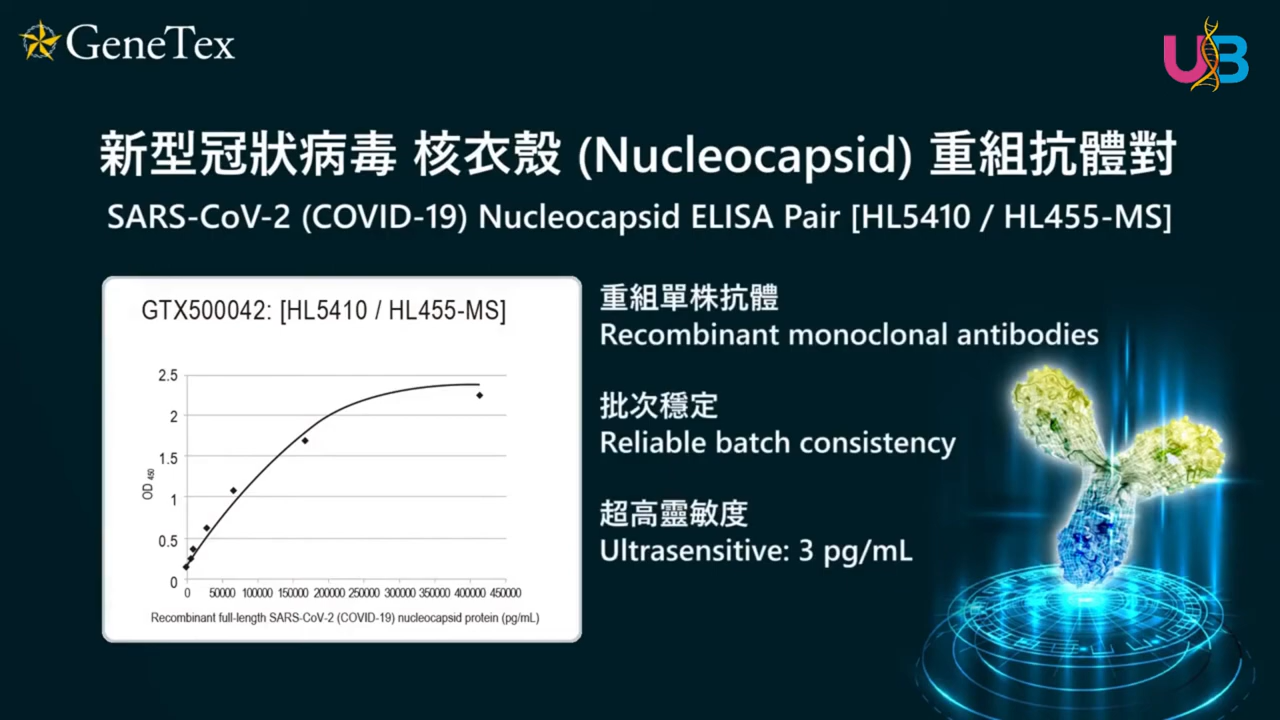 GeneTex
UB
新型冠狀病毒 核衣殼 (Nucleocapsid) 重組抗體對
SARS-CoV-2 (COVID-19) Nucleocapsid ELISA Pair [HL5410 / HL455-MS]
GTX500042: [HL5410 / HL455-MS]
2.5
2
1.5
1
0.5
0
OD 450
0 50000 100000 150000 200000 250000 300000 350000 400000 450000
Recombinant full-length SARS-CoV-2 (COVID-19) nucleocapsid protein (pg/mL)
重組單株抗體
Recombinant monoclonal antibodies
批次穩定
Reliable batch consistency
超高靈敏度
Ultrasensitive: 3 pg/mL